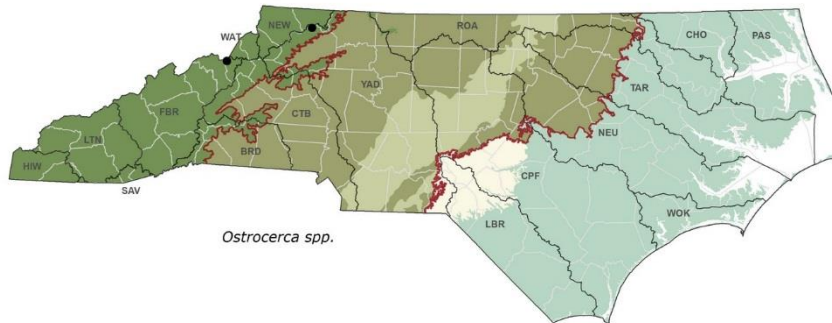 ROA
NEW
CHO
PAS
WAT
YAD
TAR
FBR
CTB
NEU
LTN
BRD
HIW
CPF
SAV
WOK
LBR
Ostrocerca spp.